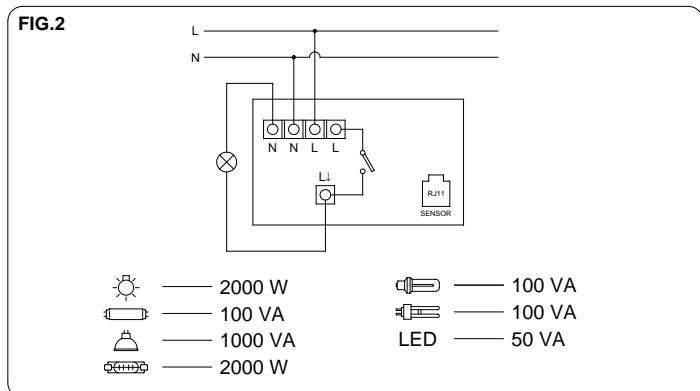 FIG.2
L
N
N N L L
L↓
RJ11
SENSOR
2000 W
100 VA
1000 VA
2000 W
100 VA
100 VA
LED 50 VA